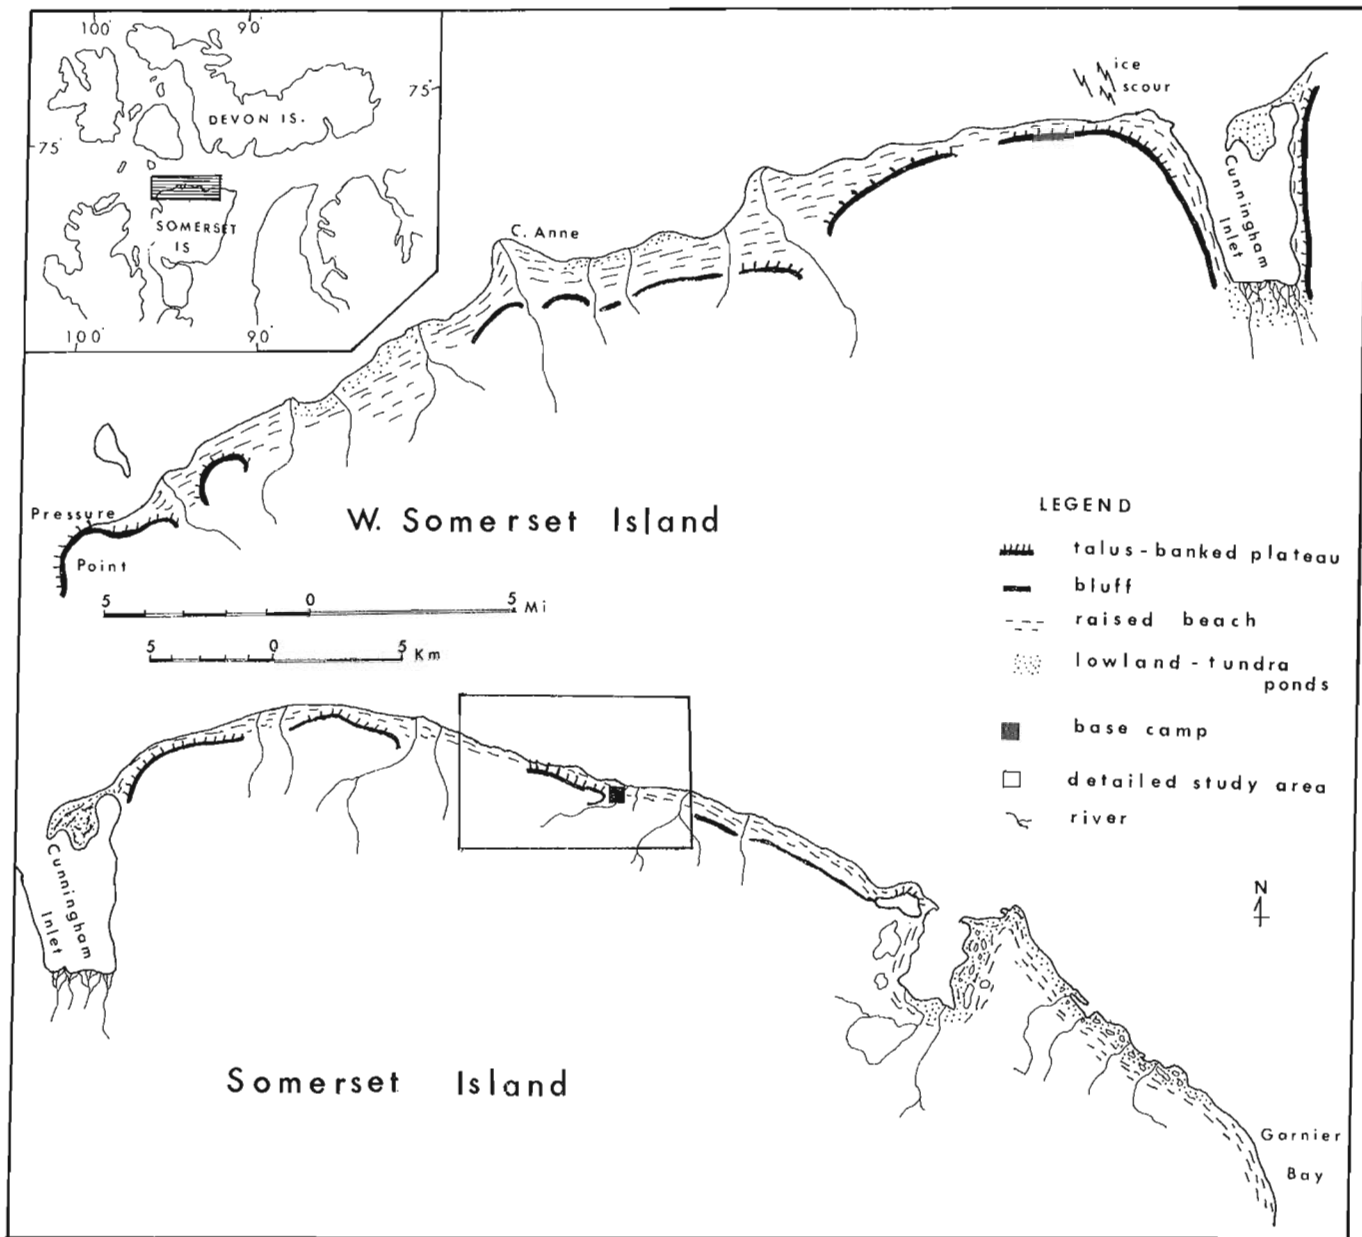 100°
90°
75°
DEVON IS.
75°
SOMERSET
IS
100°
90°
ice
scour
Cunningham
Inlet
C. Anne
Pressure
Point
W. Somerset Island
5 0 5 Mi
5 0 5 Km
LEGEND
talus-banked plateau
bluff
raised beach
lowland-tundra
ponds
base camp
detailed study area
river
N
Cunningham
Inlet
Somerset Island
Garnier
Bay